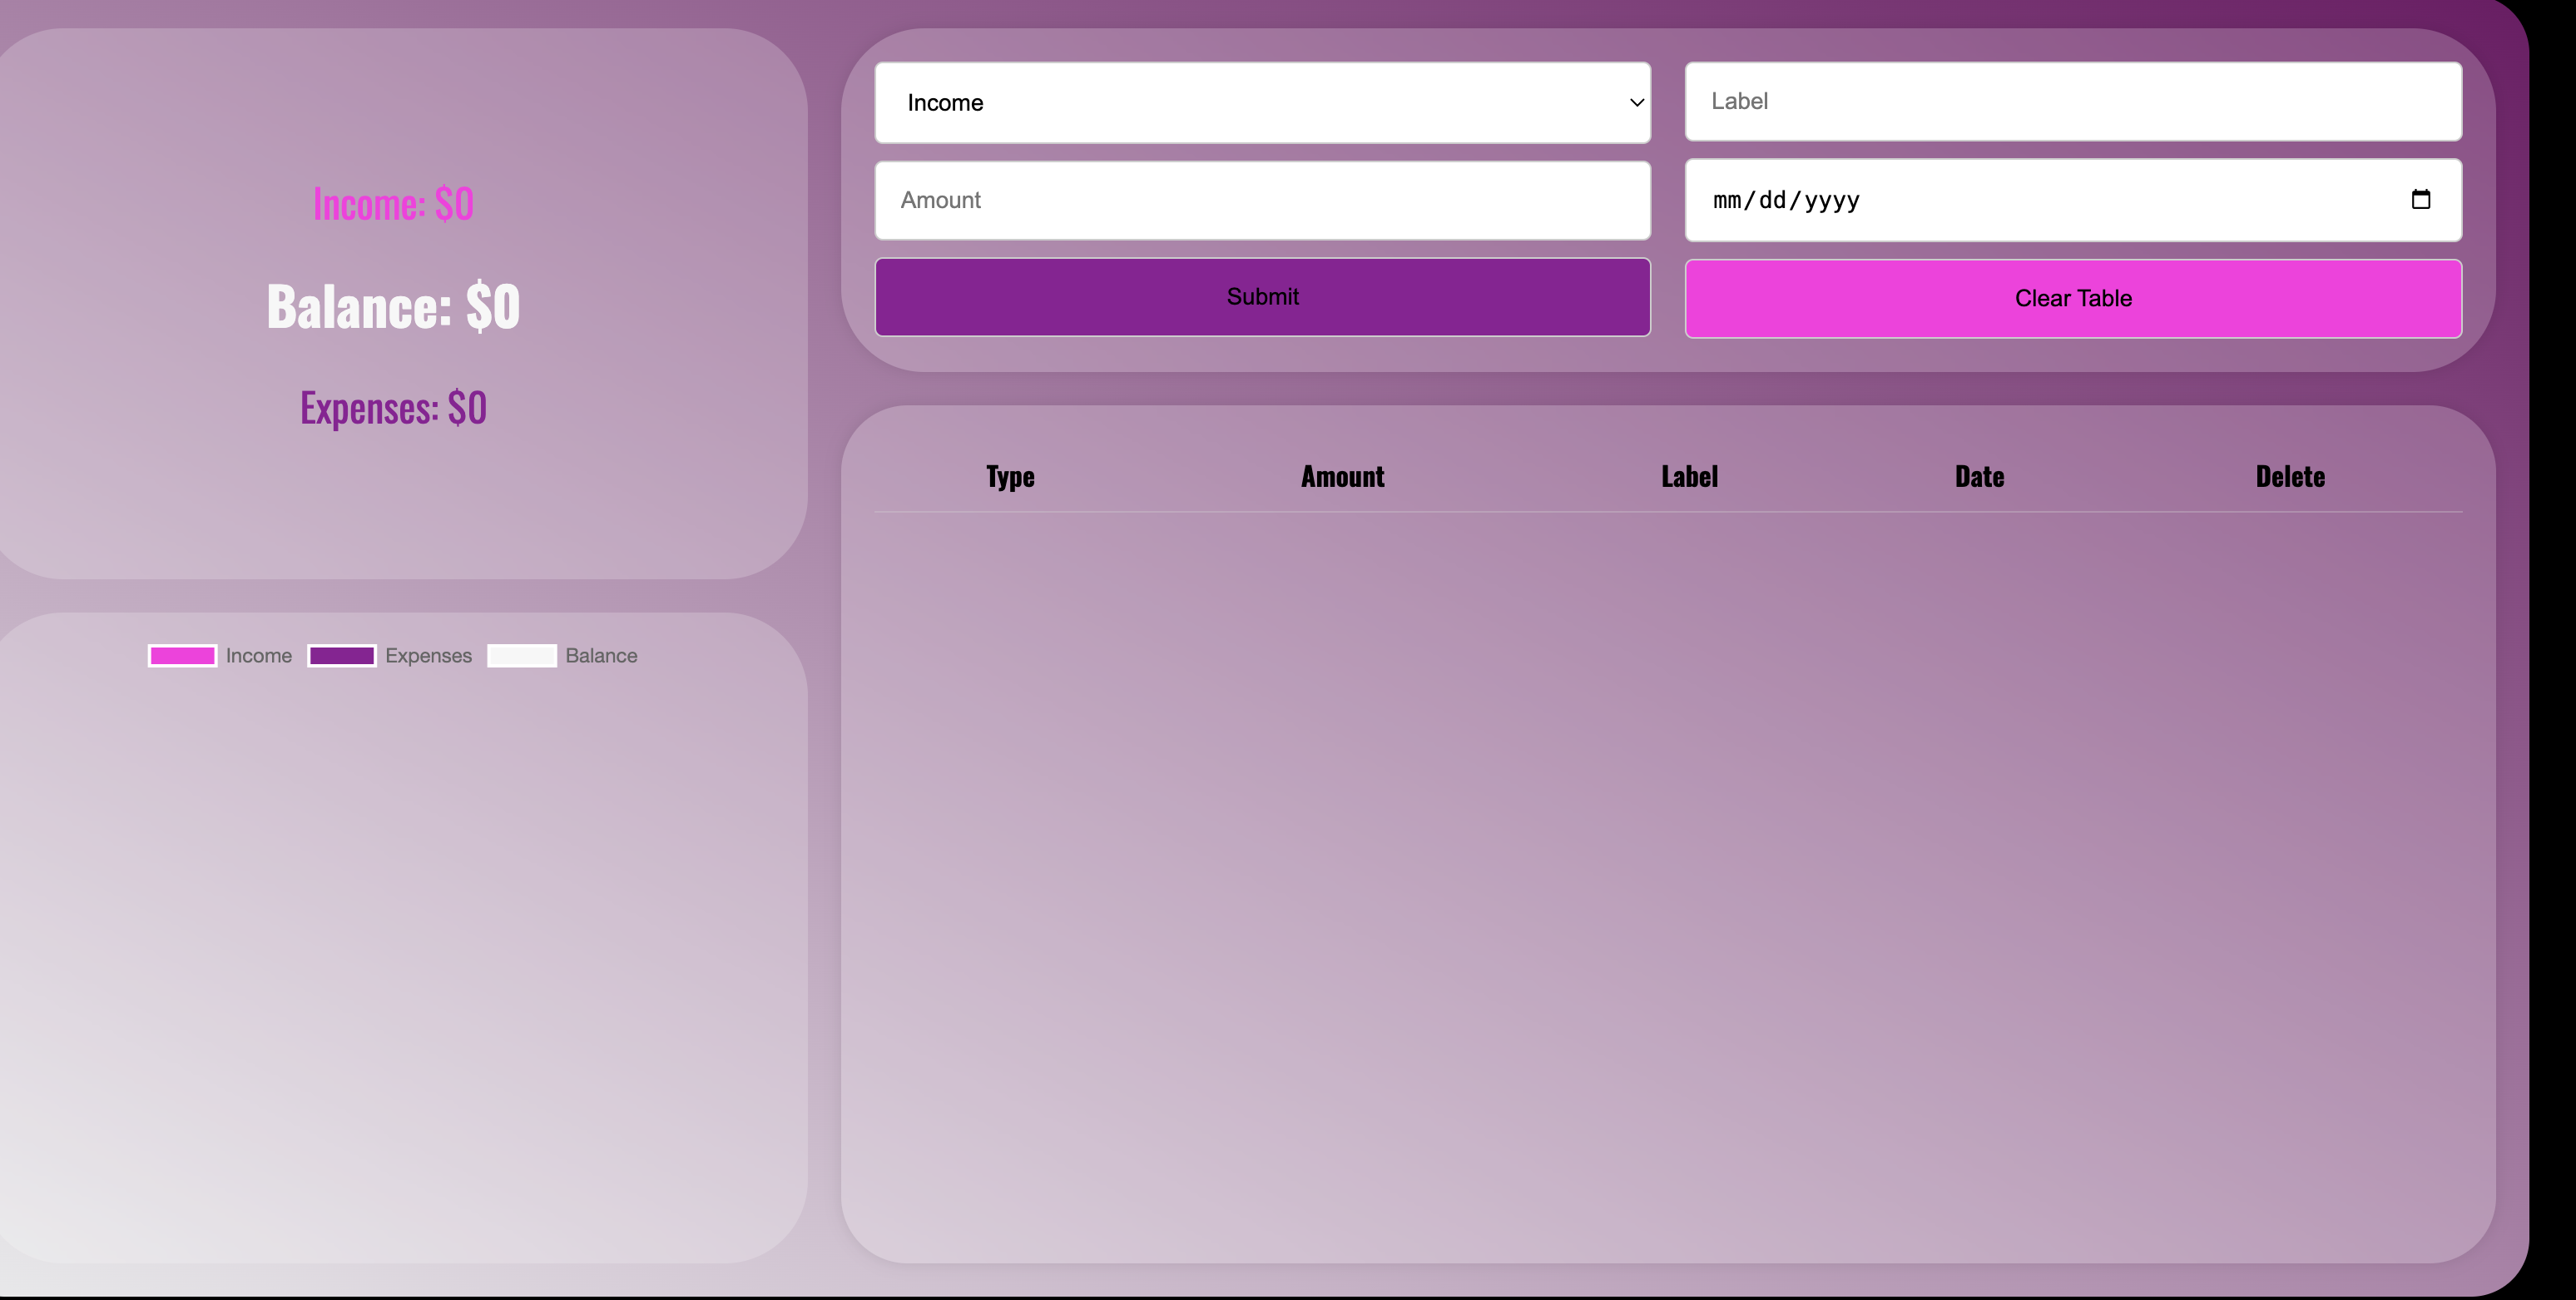 Income: $0
Balance: $0
Expenses: $0
Income Expenses Balance
Income
Label
Amount
mm/dd/yyyy
Submit
Clear Table
Type Amount Label Date Delete